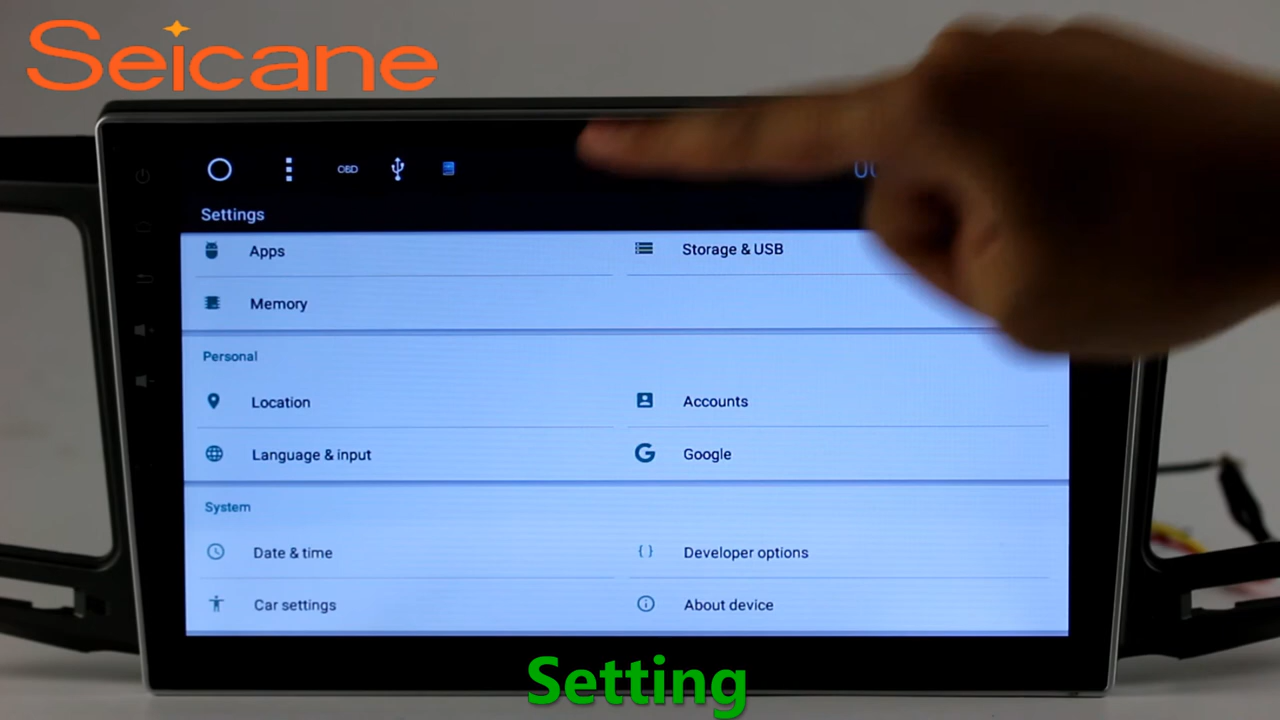 Seicane
OBD
Settings
Apps
Storage & USB
Memory
Personal
Location
Accounts
Language & input
Google
System
Date & time
Developer options
Car settings
About device
Setting